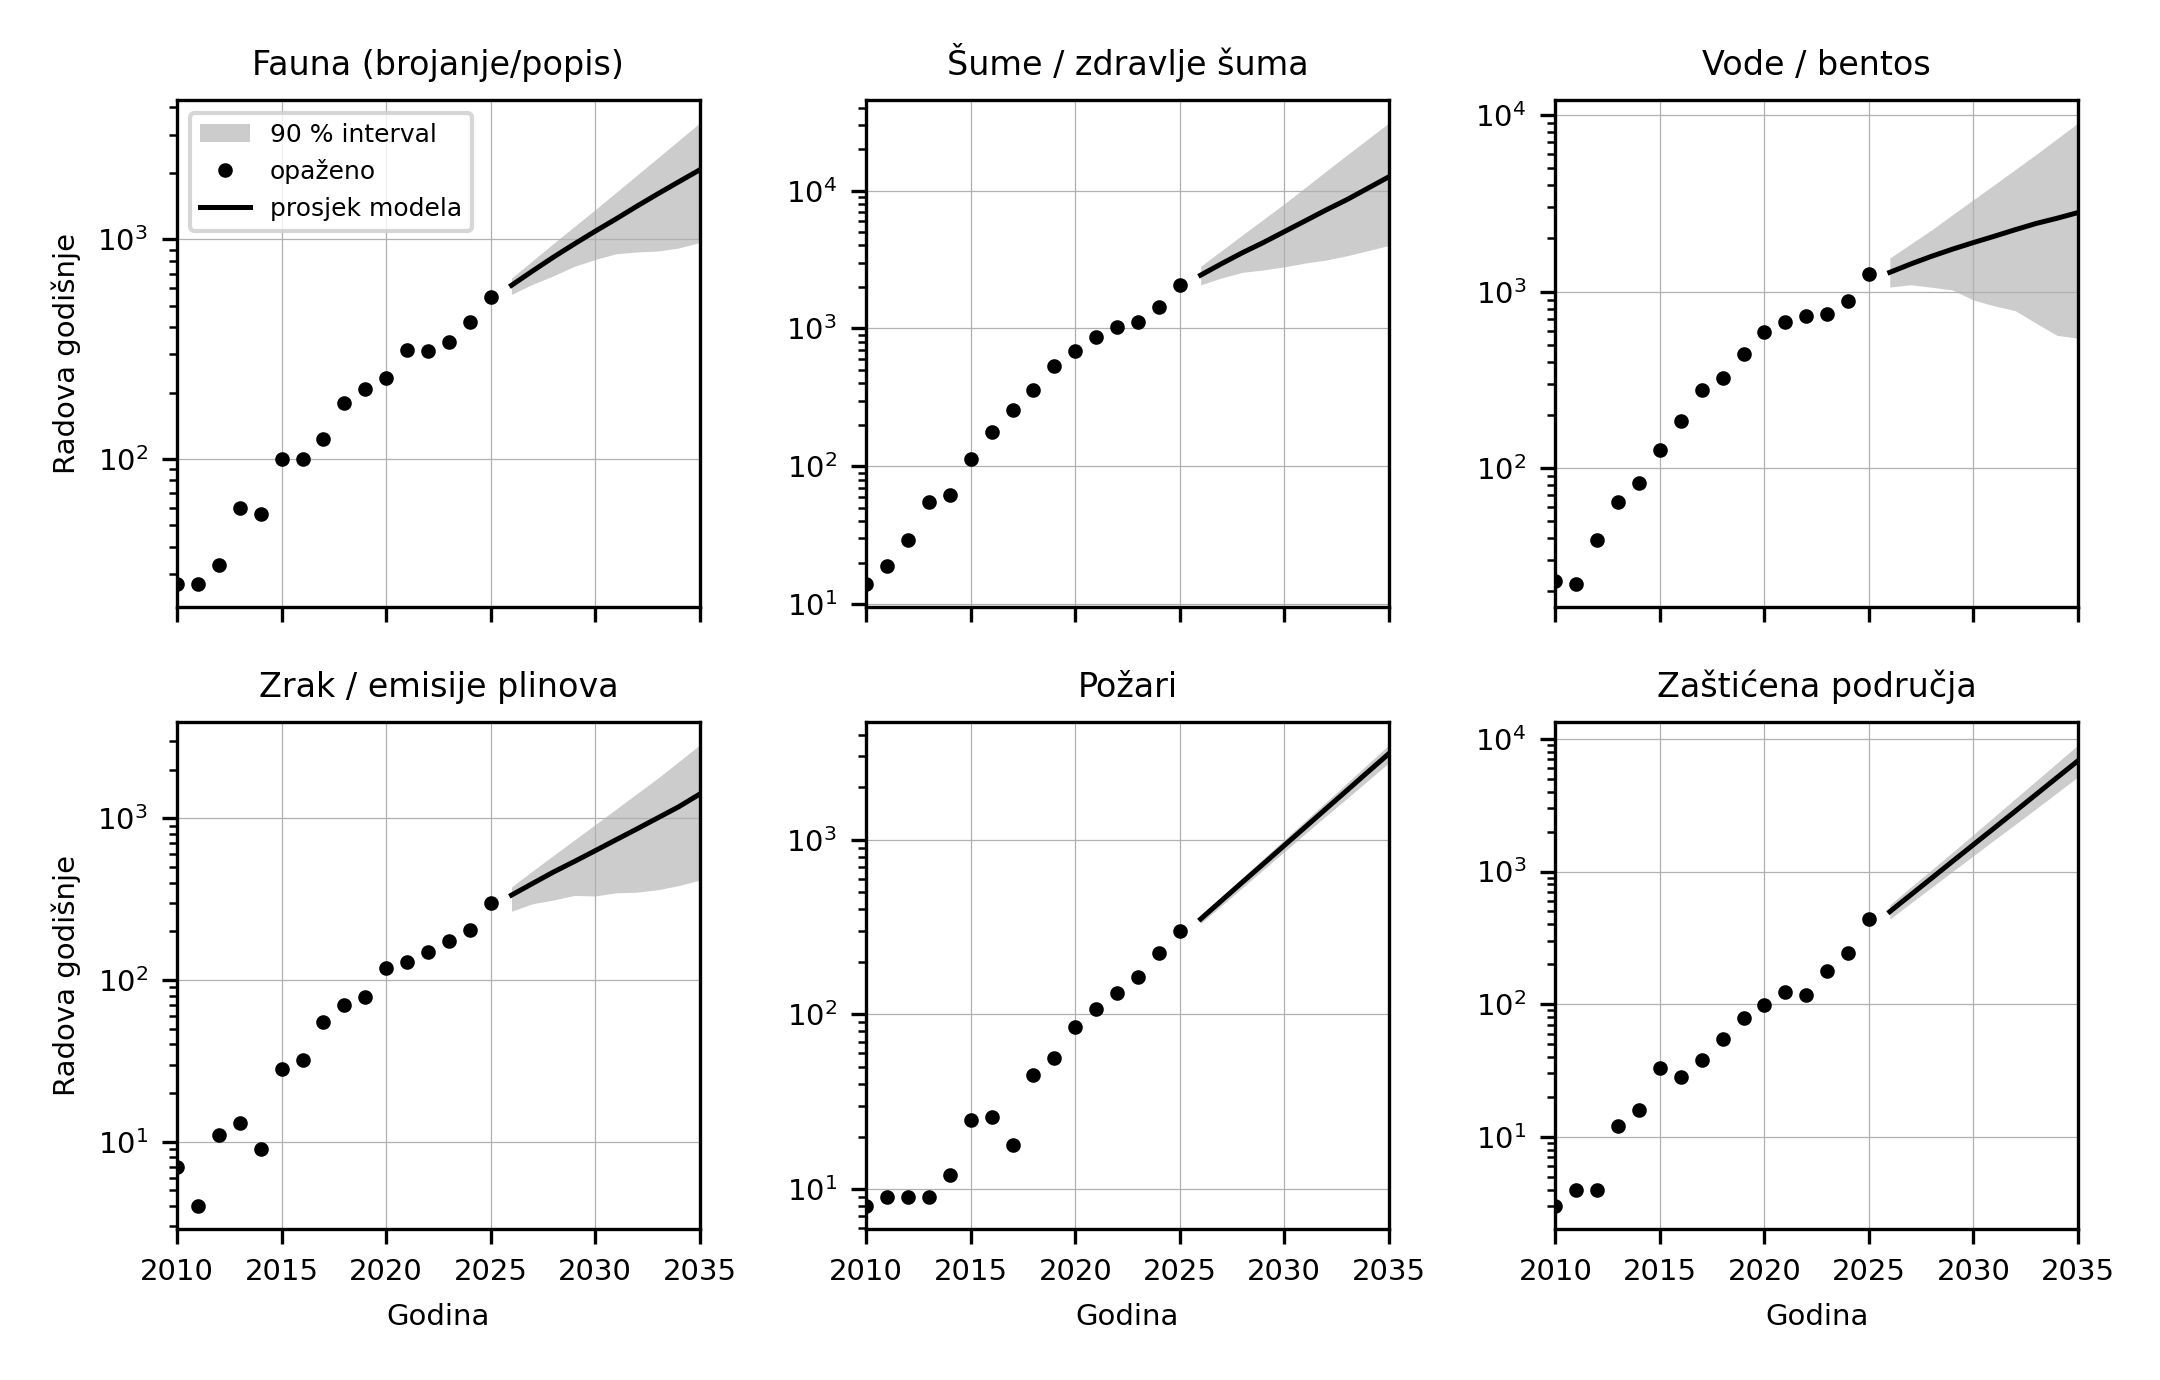 Fauna (brojanje/popis)
Šume / zdravlje šuma
Vode / bentos
90 % interval
opaženo
prosjek modela
Radova godišnje
10³
10²
10⁴
10³
10²
10¹
10⁴
10³
10²
Zrak / emisije plinova
Požari
Zaštićena područja
Radova godišnje
10³
10²
10¹
10³
10²
10¹
10⁴
10³
10²
10¹
2010 2015 2020 2025 2030 2035
2010 2015 2020 2025 2030 2035
2010 2015 2020 2025 2030 2035
Godina
Godina
Godina